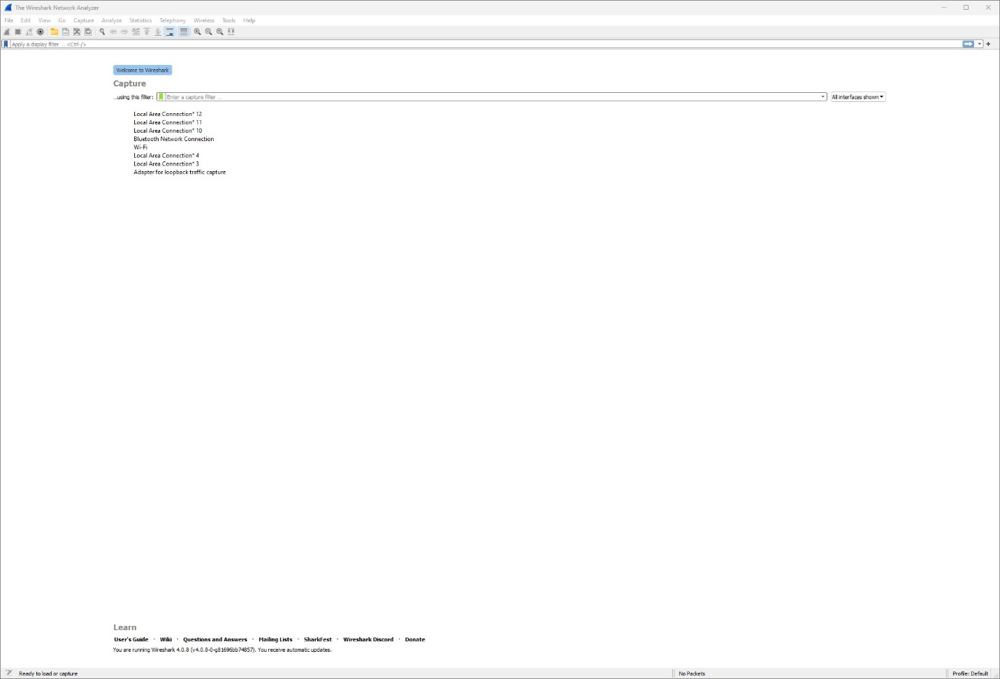 The Wireshark Network Analyzer
File Edit View Go Capture Analyze Statistics Telephony Wireless Tools Help
Apply a display filter ... <Ctrl-/>
Welcome to Wireshark
Capture
...using this filter: Enter a capture filter ... All interfaces shown
Local Area Connection* 12
Local Area Connection* 11
Local Area Connection* 10
Bluetooth Network Connection
Wi-Fi
Local Area Connection* 4
Local Area Connection* 3
Adapter for loopback traffic capture
Learn
User's Guide · Wiki · Questions and Answers · Mailing Lists · SharkFest · Wireshark Discord · Donate
You are running Wireshark 4.0.8 (v4.0.8-0-g81696bb74857). You receive automatic updates.
Ready to load or capture No Packets Profile: Default